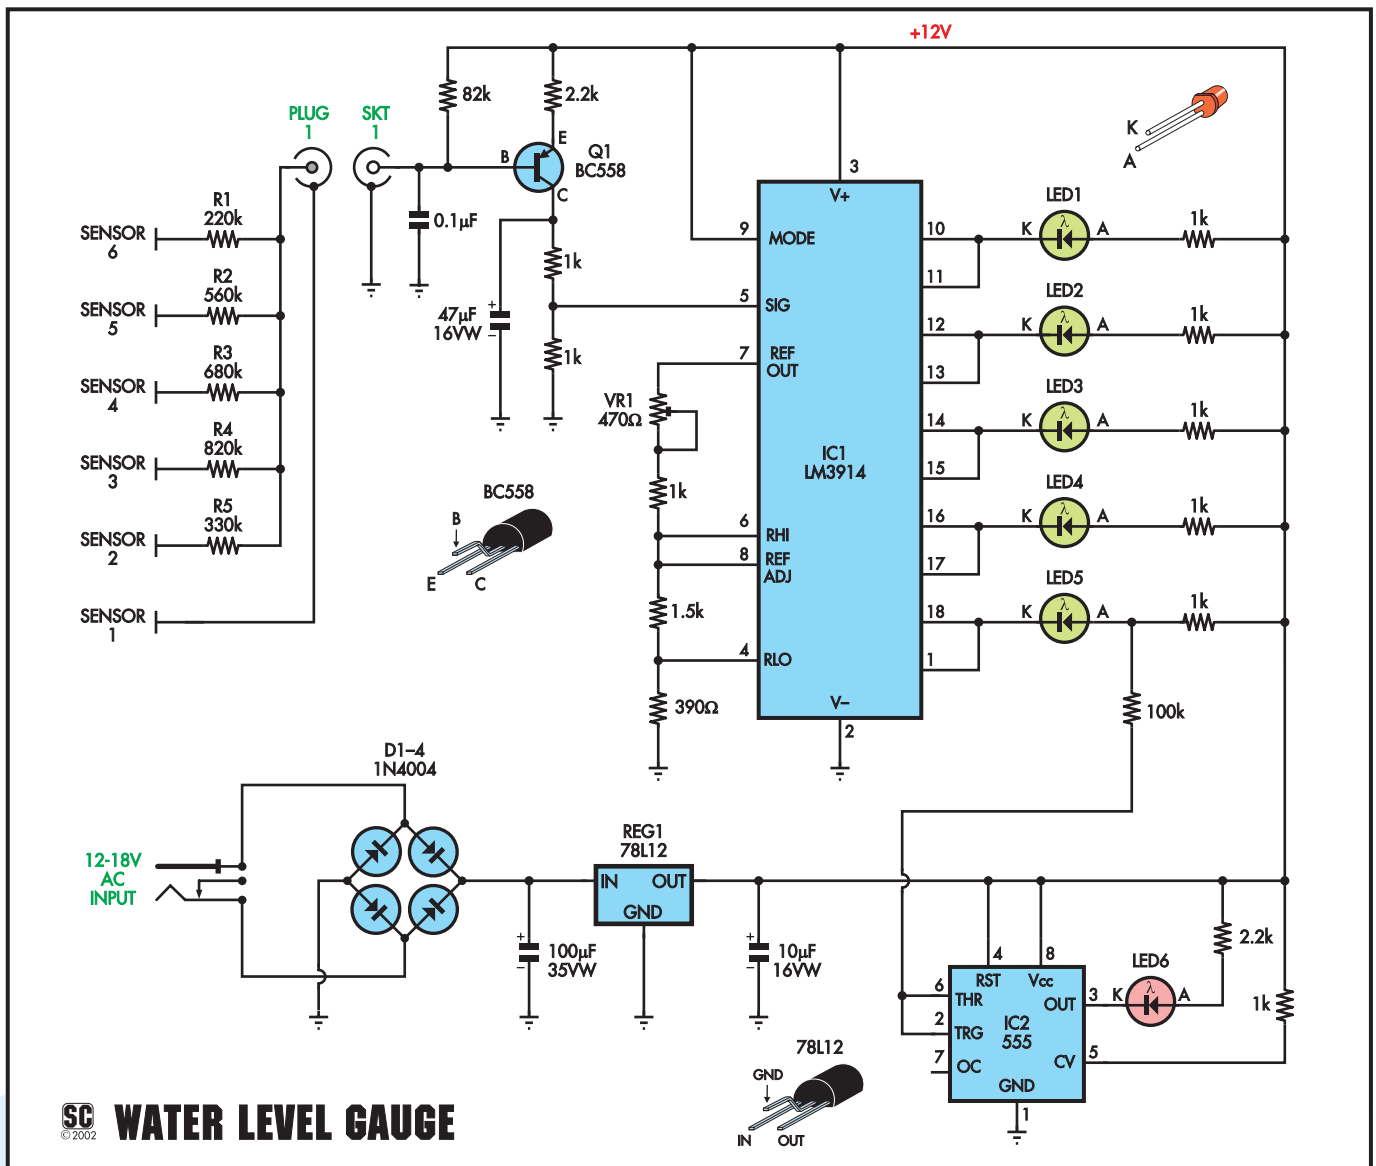 +12V
PLUG
1
SKT
1
82k
2.2k
E
B
C
Q1
BC558
0.1µF
R1
220k
SENSOR
6
R2
560k
SENSOR
5
R3
680k
SENSOR
4
R4
820k
SENSOR
3
R5
330k
SENSOR
2
SENSOR
1
1k
+
47µF
16VW
−
1k
VR1
470Ω
1k
1.5k
390Ω
BC558
B
E
C
3
V+
9
MODE
5
SIG
7
REF
OUT
IC1
LM3914
6
RHI
8
REF
ADJ
4
RLO
V−
2
10
11
12
13
14
15
16
17
18
1
K
A
LED1
K
λ
A
1k
LED2
K
λ
A
1k
LED3
K
λ
A
1k
LED4
K
λ
A
1k
LED5
K
λ
A
1k
100k
D1–4
1N4004
12-18V
AC
INPUT
REG1
78L12
IN
OUT
GND
+
100µF
35VW
−
+
10µF
16VW
−
4
8
RST
Vcc
6
THR
2
TRG
7
OC
IC2
555
OUT
3
CV
5
GND
1
LED6
K
λ
A
2.2k
1k
78L12
GND
IN
OUT
SC
©2002
WATER LEVEL GAUGE